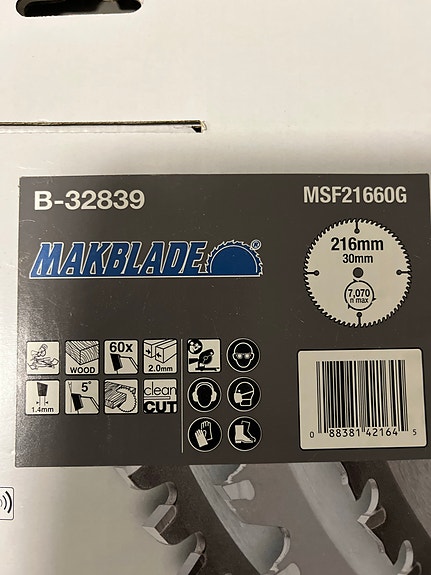 B-32839
MSF21660G
MAKBLADE®
216mm
30mm
7,070
n max
WOOD
60x
2.0mm
1.4mm
5°
clean
CUT
0 88381 42164 5